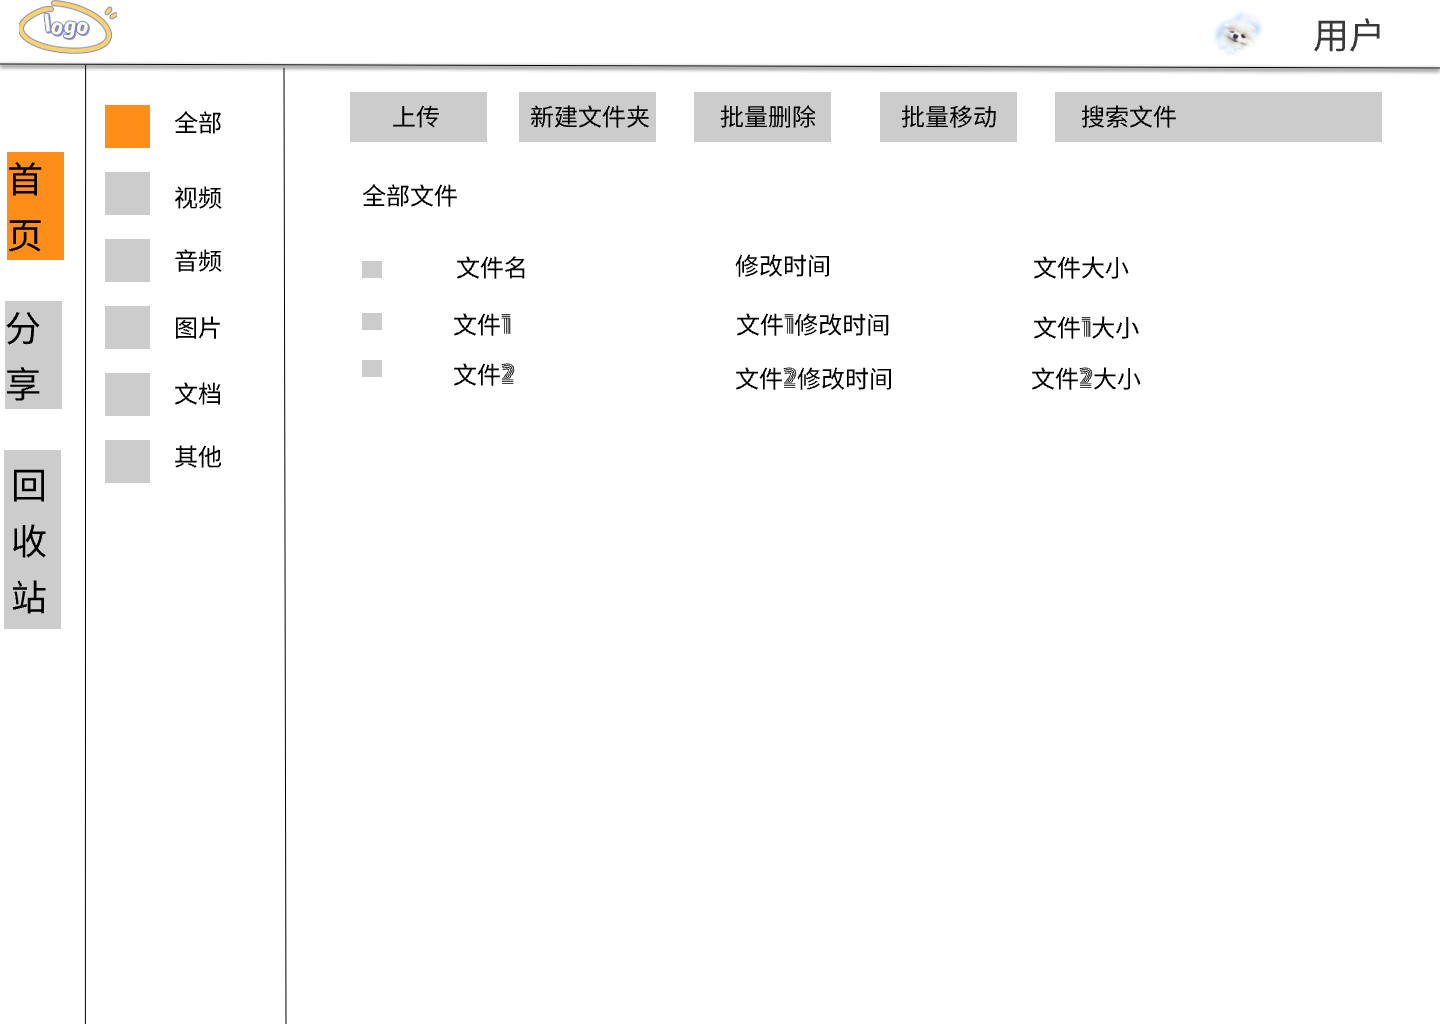 logo
用户
首
页
分
享
回
收
站
全部
视频
音频
图片
文档
其他
上传 新建文件夹 批量删除 批量移动 搜索文件
全部文件
文件名 修改时间 文件大小
文件1 文件1修改时间 文件1大小
文件2 文件2修改时间 文件2大小